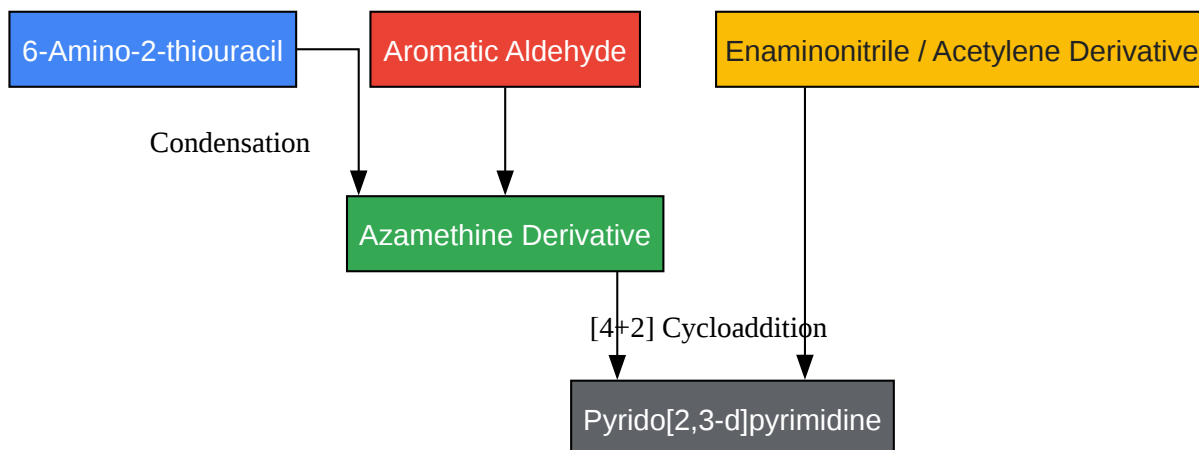 6-Amino-2-thiouracil
Aromatic Aldehyde
Enaminonitrile / Acetylene Derivative
Condensation
Azamethine Derivative
[4+2] Cycloaddition
Pyrido[2,3-d]pyrimidine